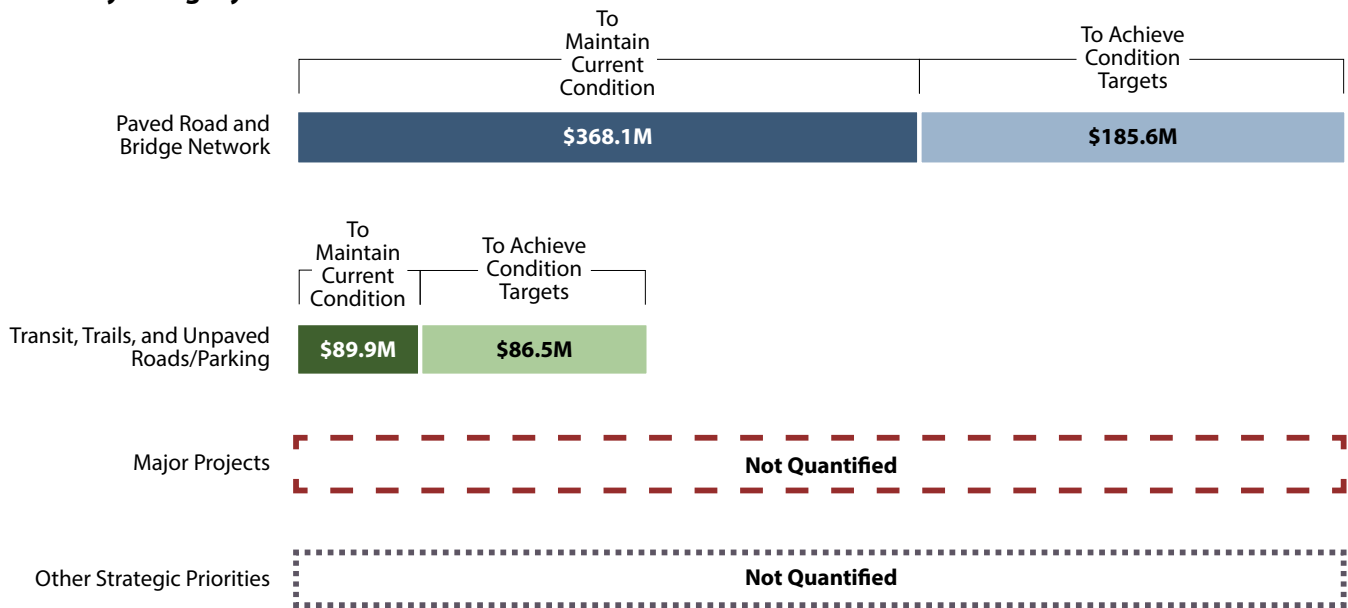 To
Maintain
Current
Condition
To Achieve
Condition
Targets
Paved Road and
Bridge Network
$368.1M
$185.6M
To
Maintain
Current
Condition
To Achieve
Condition
Targets
Transit, Trails, and Unpaved
Roads/Parking
$89.9M
$86.5M
Major Projects
Not Quantified
Other Strategic Priorities
Not Quantified